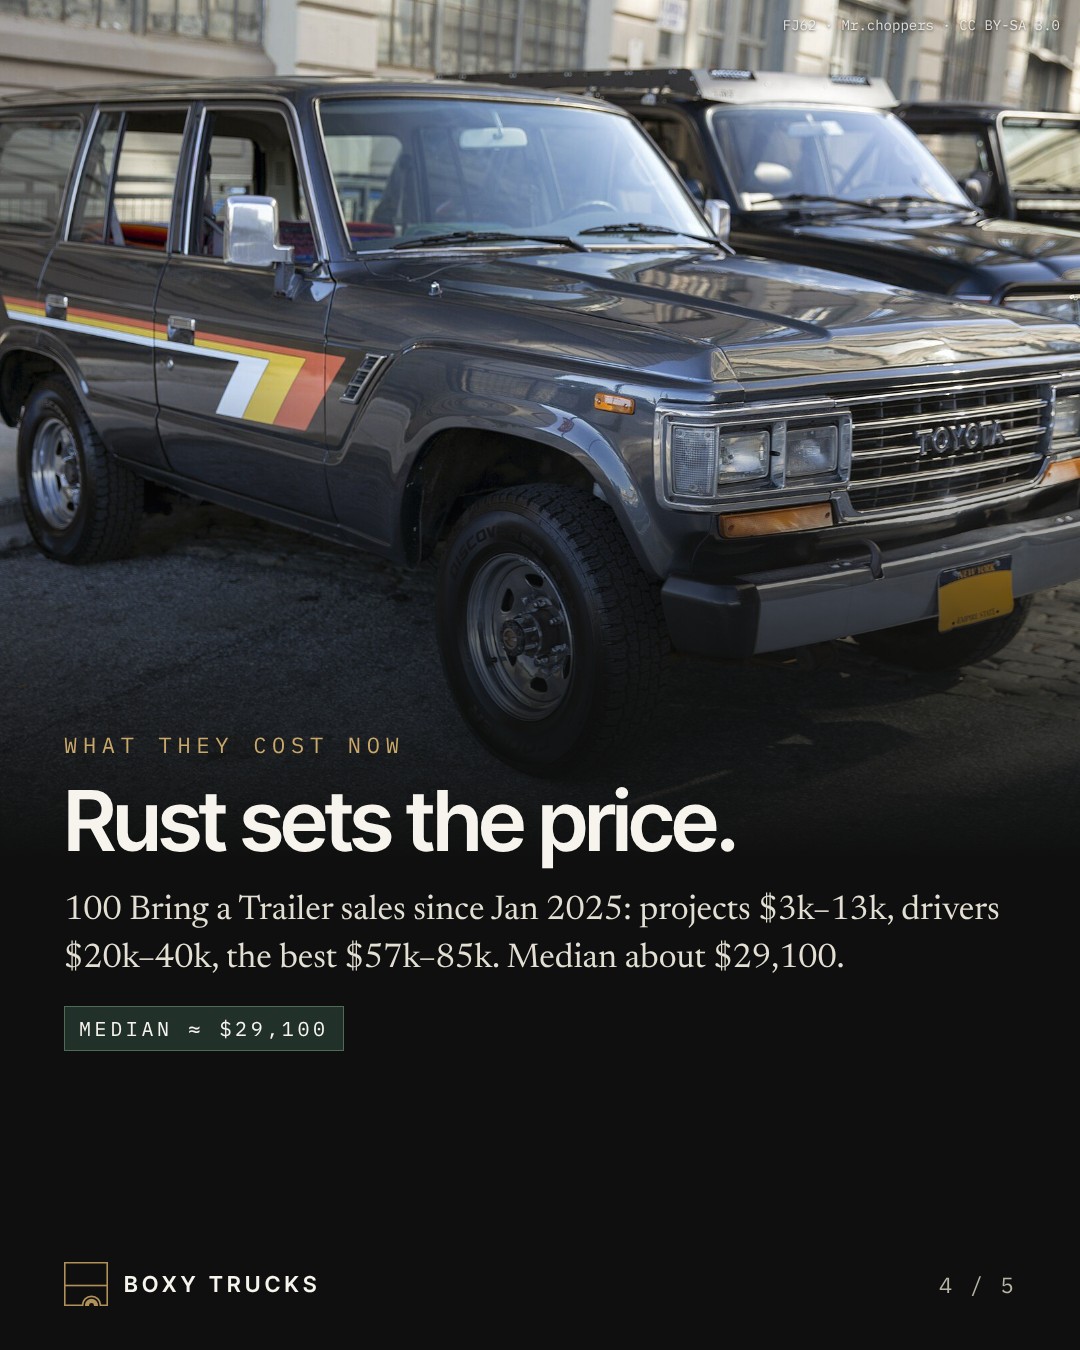 FJ62 · Mr.choppers · CC BY-SA 3.0
TOYOTA
NEW YORK
WHAT THEY COST NOW
Rust sets the price.
100 Bring a Trailer sales since Jan 2025: projects $3k–13k, drivers
$20k–40k, the best $57k–85k. Median about $29,100.
MEDIAN ≈ $29,100
BOXY TRUCKS
4 / 5